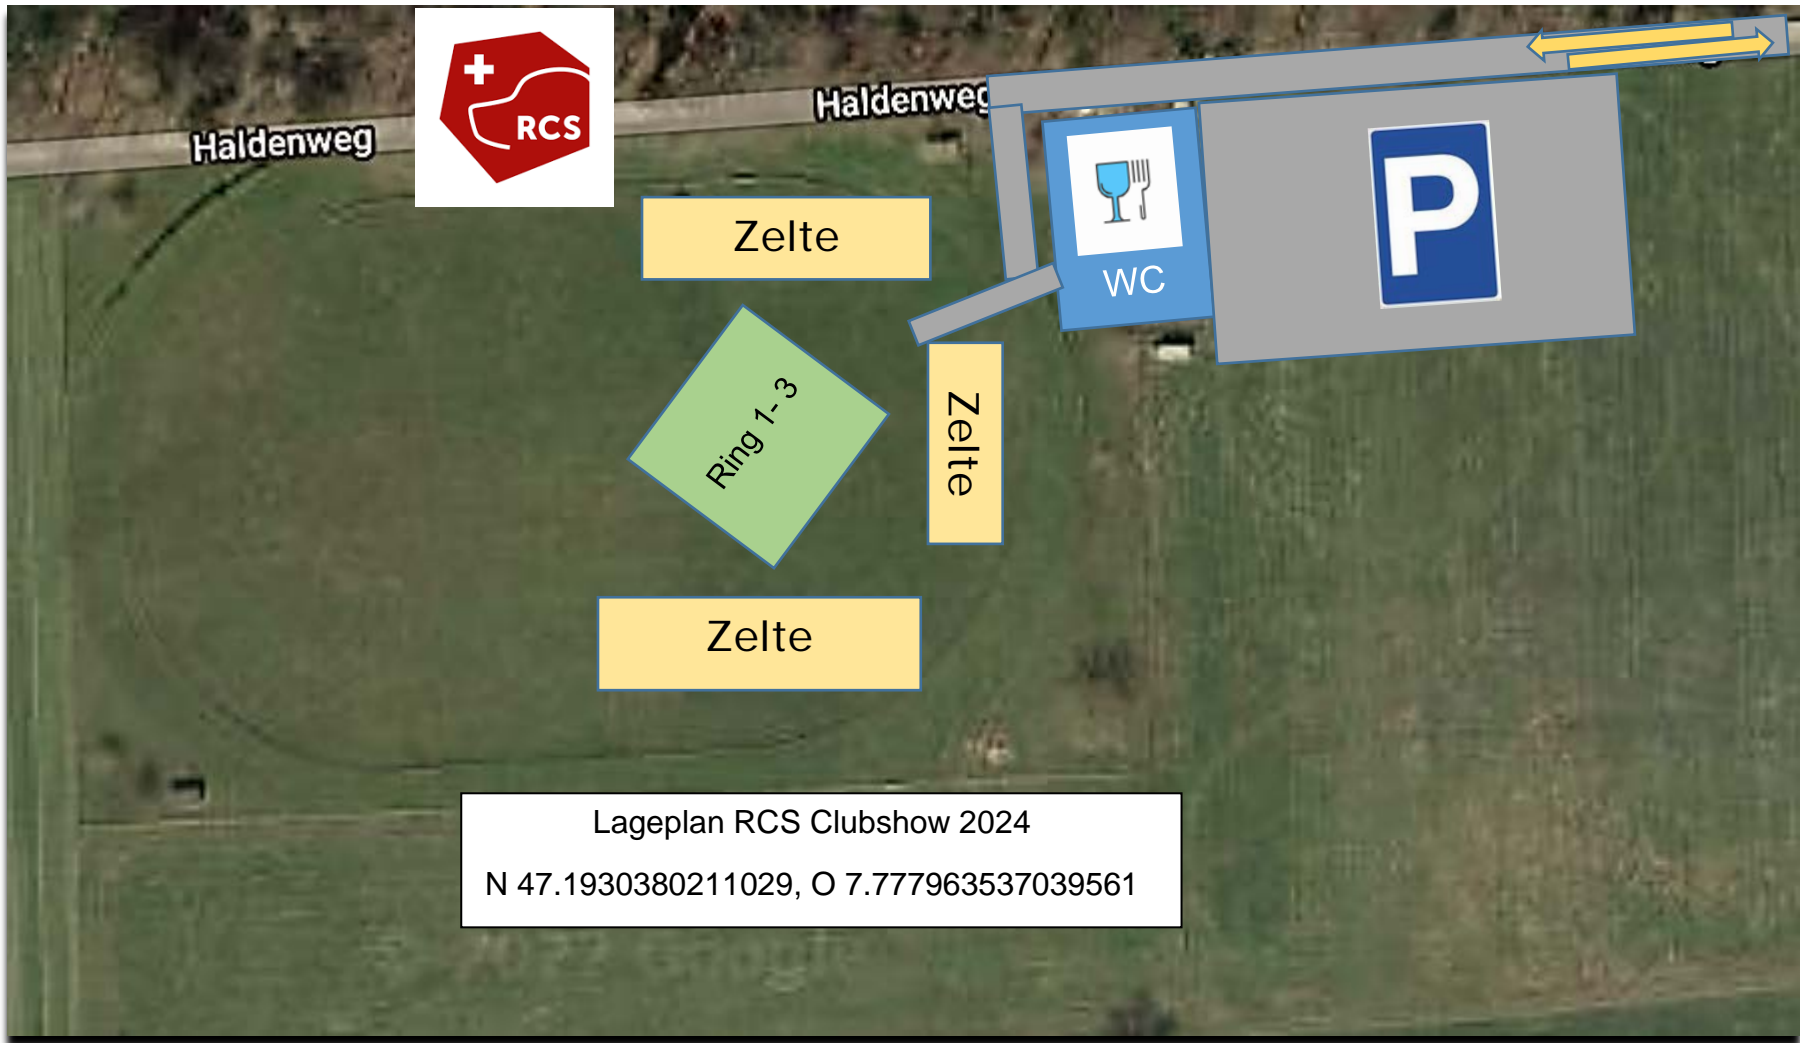 Haldenweg
RCS
Haldenweg
P
WC
Zelte
Ring 1- 3
Zelte
Zelte
Lageplan RCS Clubshow 2024
N 47.1930380211029, O 7.777963537039561